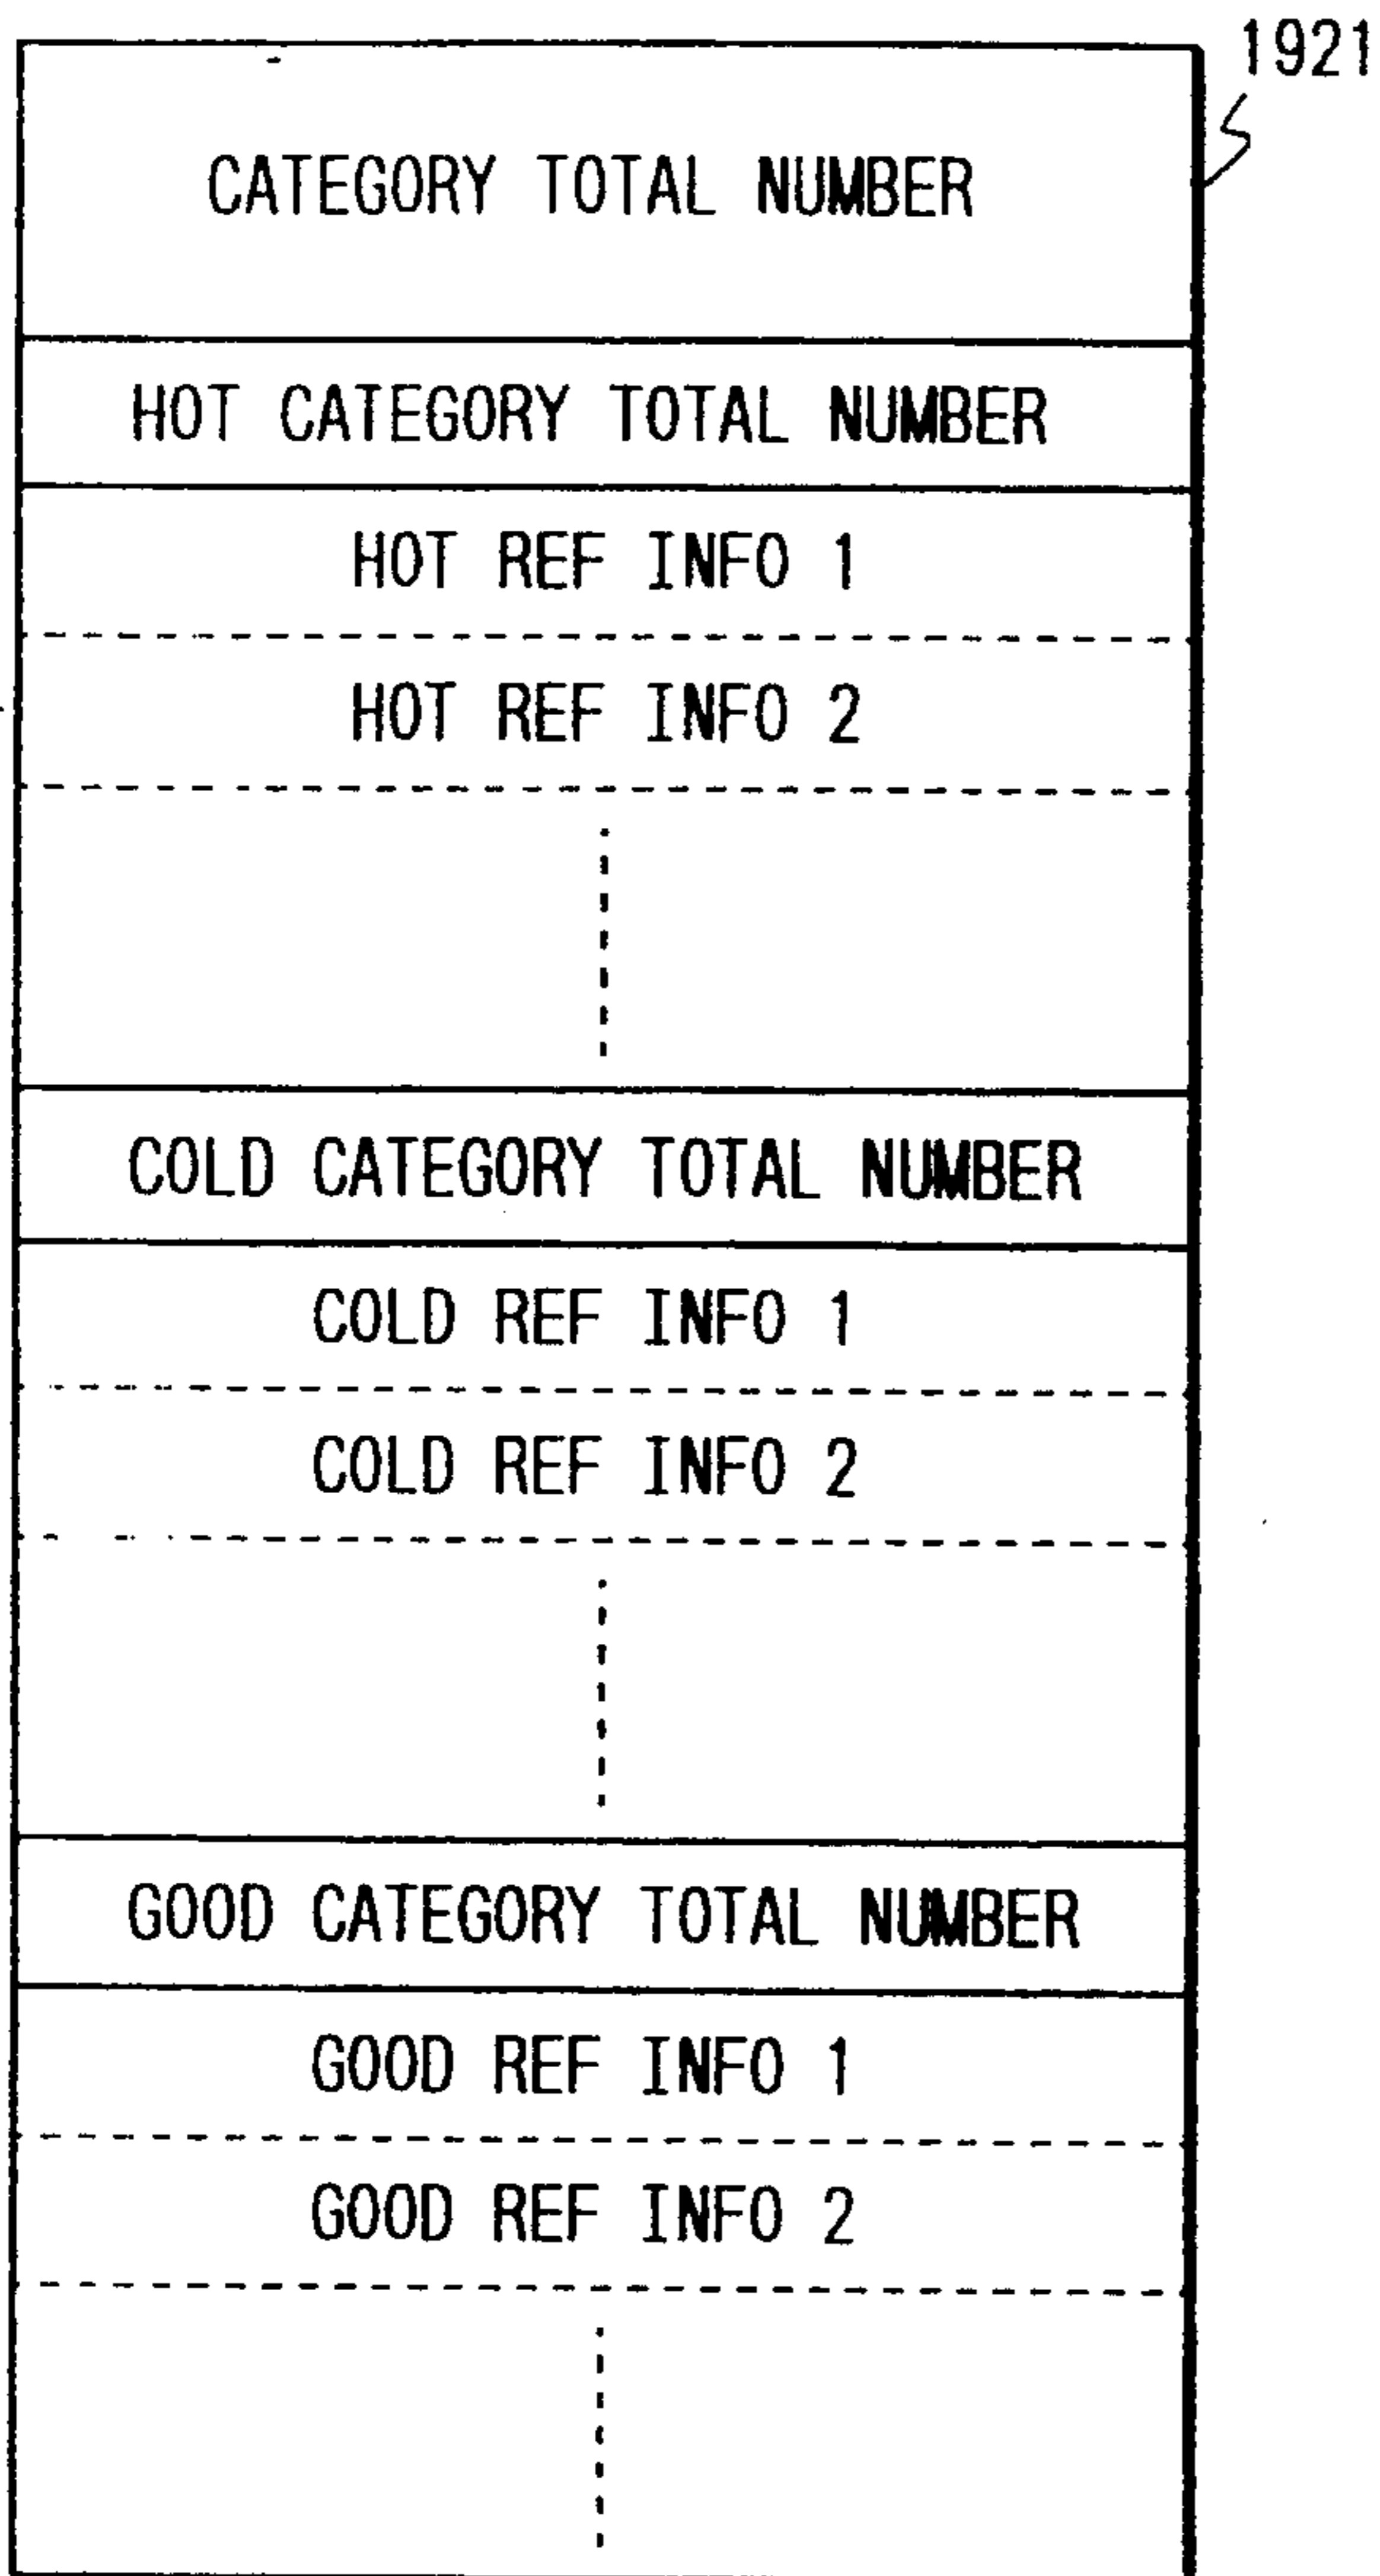 1921
CATEGORY TOTAL NUMBER
HOT CATEGORY TOTAL NUMBER
HOT REF INFO 1
HOT REF INFO 2
COLD CATEGORY TOTAL NUMBER
COLD REF INFO 1
COLD REF INFO 2
GOOD CATEGORY TOTAL NUMBER
GOOD REF INFO 1
GOOD REF INFO 2